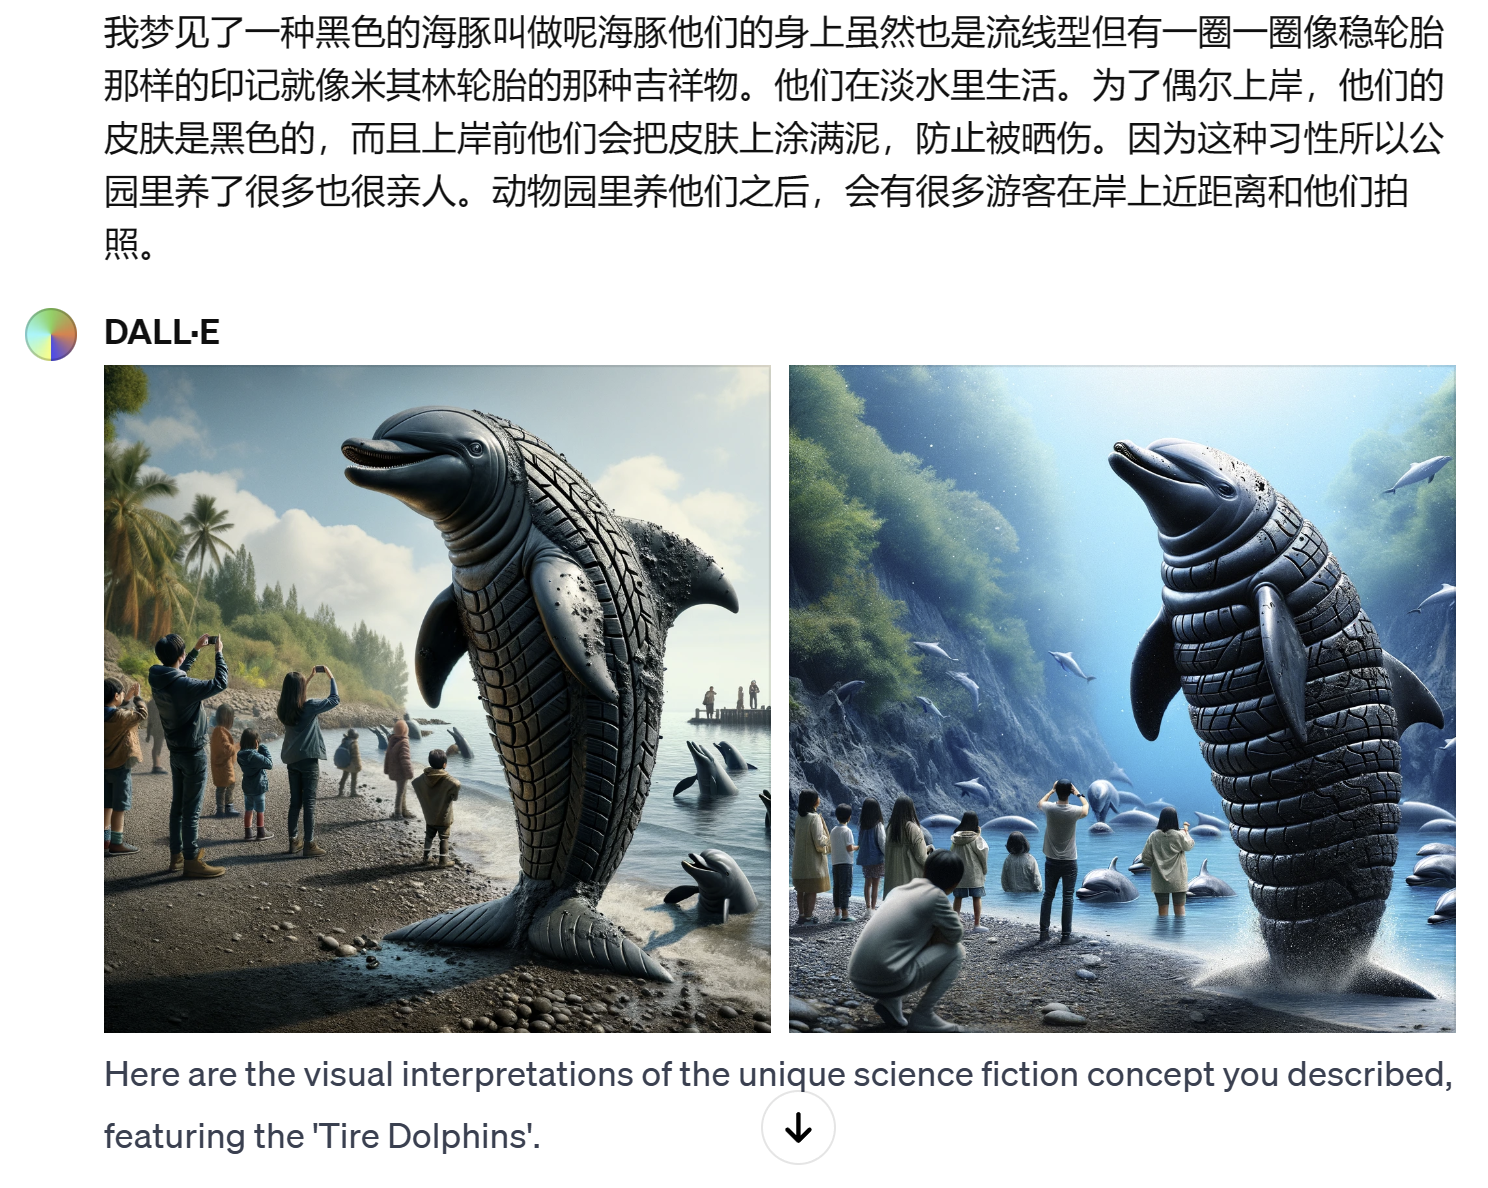 我梦见了一种黑色的海豚叫做呢海豚他们的身上虽然也是流线型但有一圈一圈像稳轮胎
那样的印记就像米其林轮胎的那种吉祥物。他们在淡水里生活。为了偶尔上岸，他们的
皮肤是黑色的，而且上岸前他们会把皮肤上涂满泥，防止被晒伤。因为这种习性所以公
园里养了很多也很亲人。动物园里养他们之后，会有很多游客在岸上近距离和他们拍
照。
DALL·E
Here are the visual interpretations of the unique science fiction concept you described,
featuring the 'Tire Dolphins'.